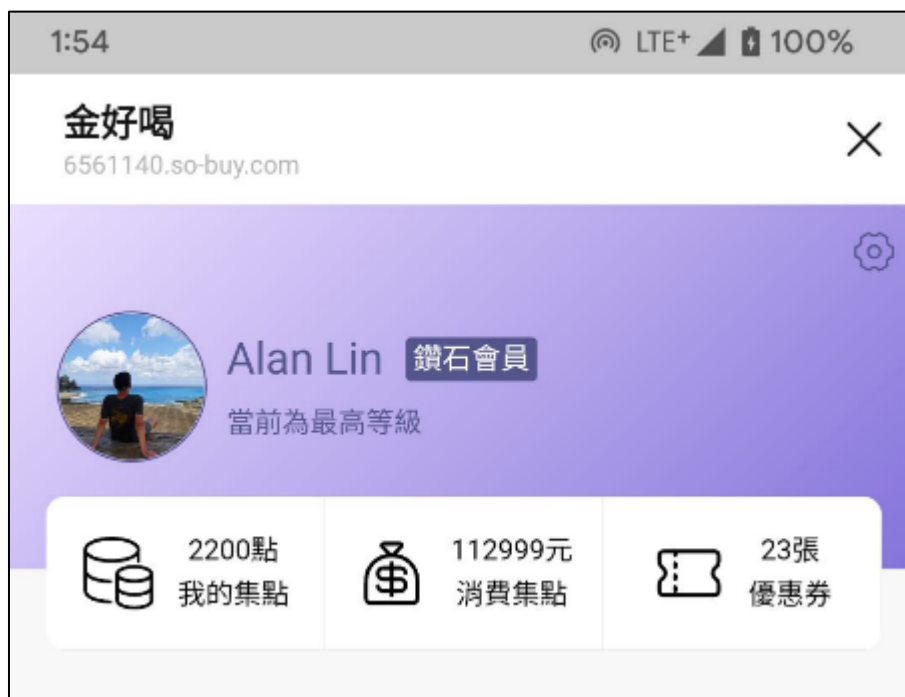 1:54 LTE+ 100%
金好喝
6561140.so-buy.com
Alan Lin 鑽石會員
當前為最高等級
2200點 112999元 23張
我的集點 消費集點 優惠券